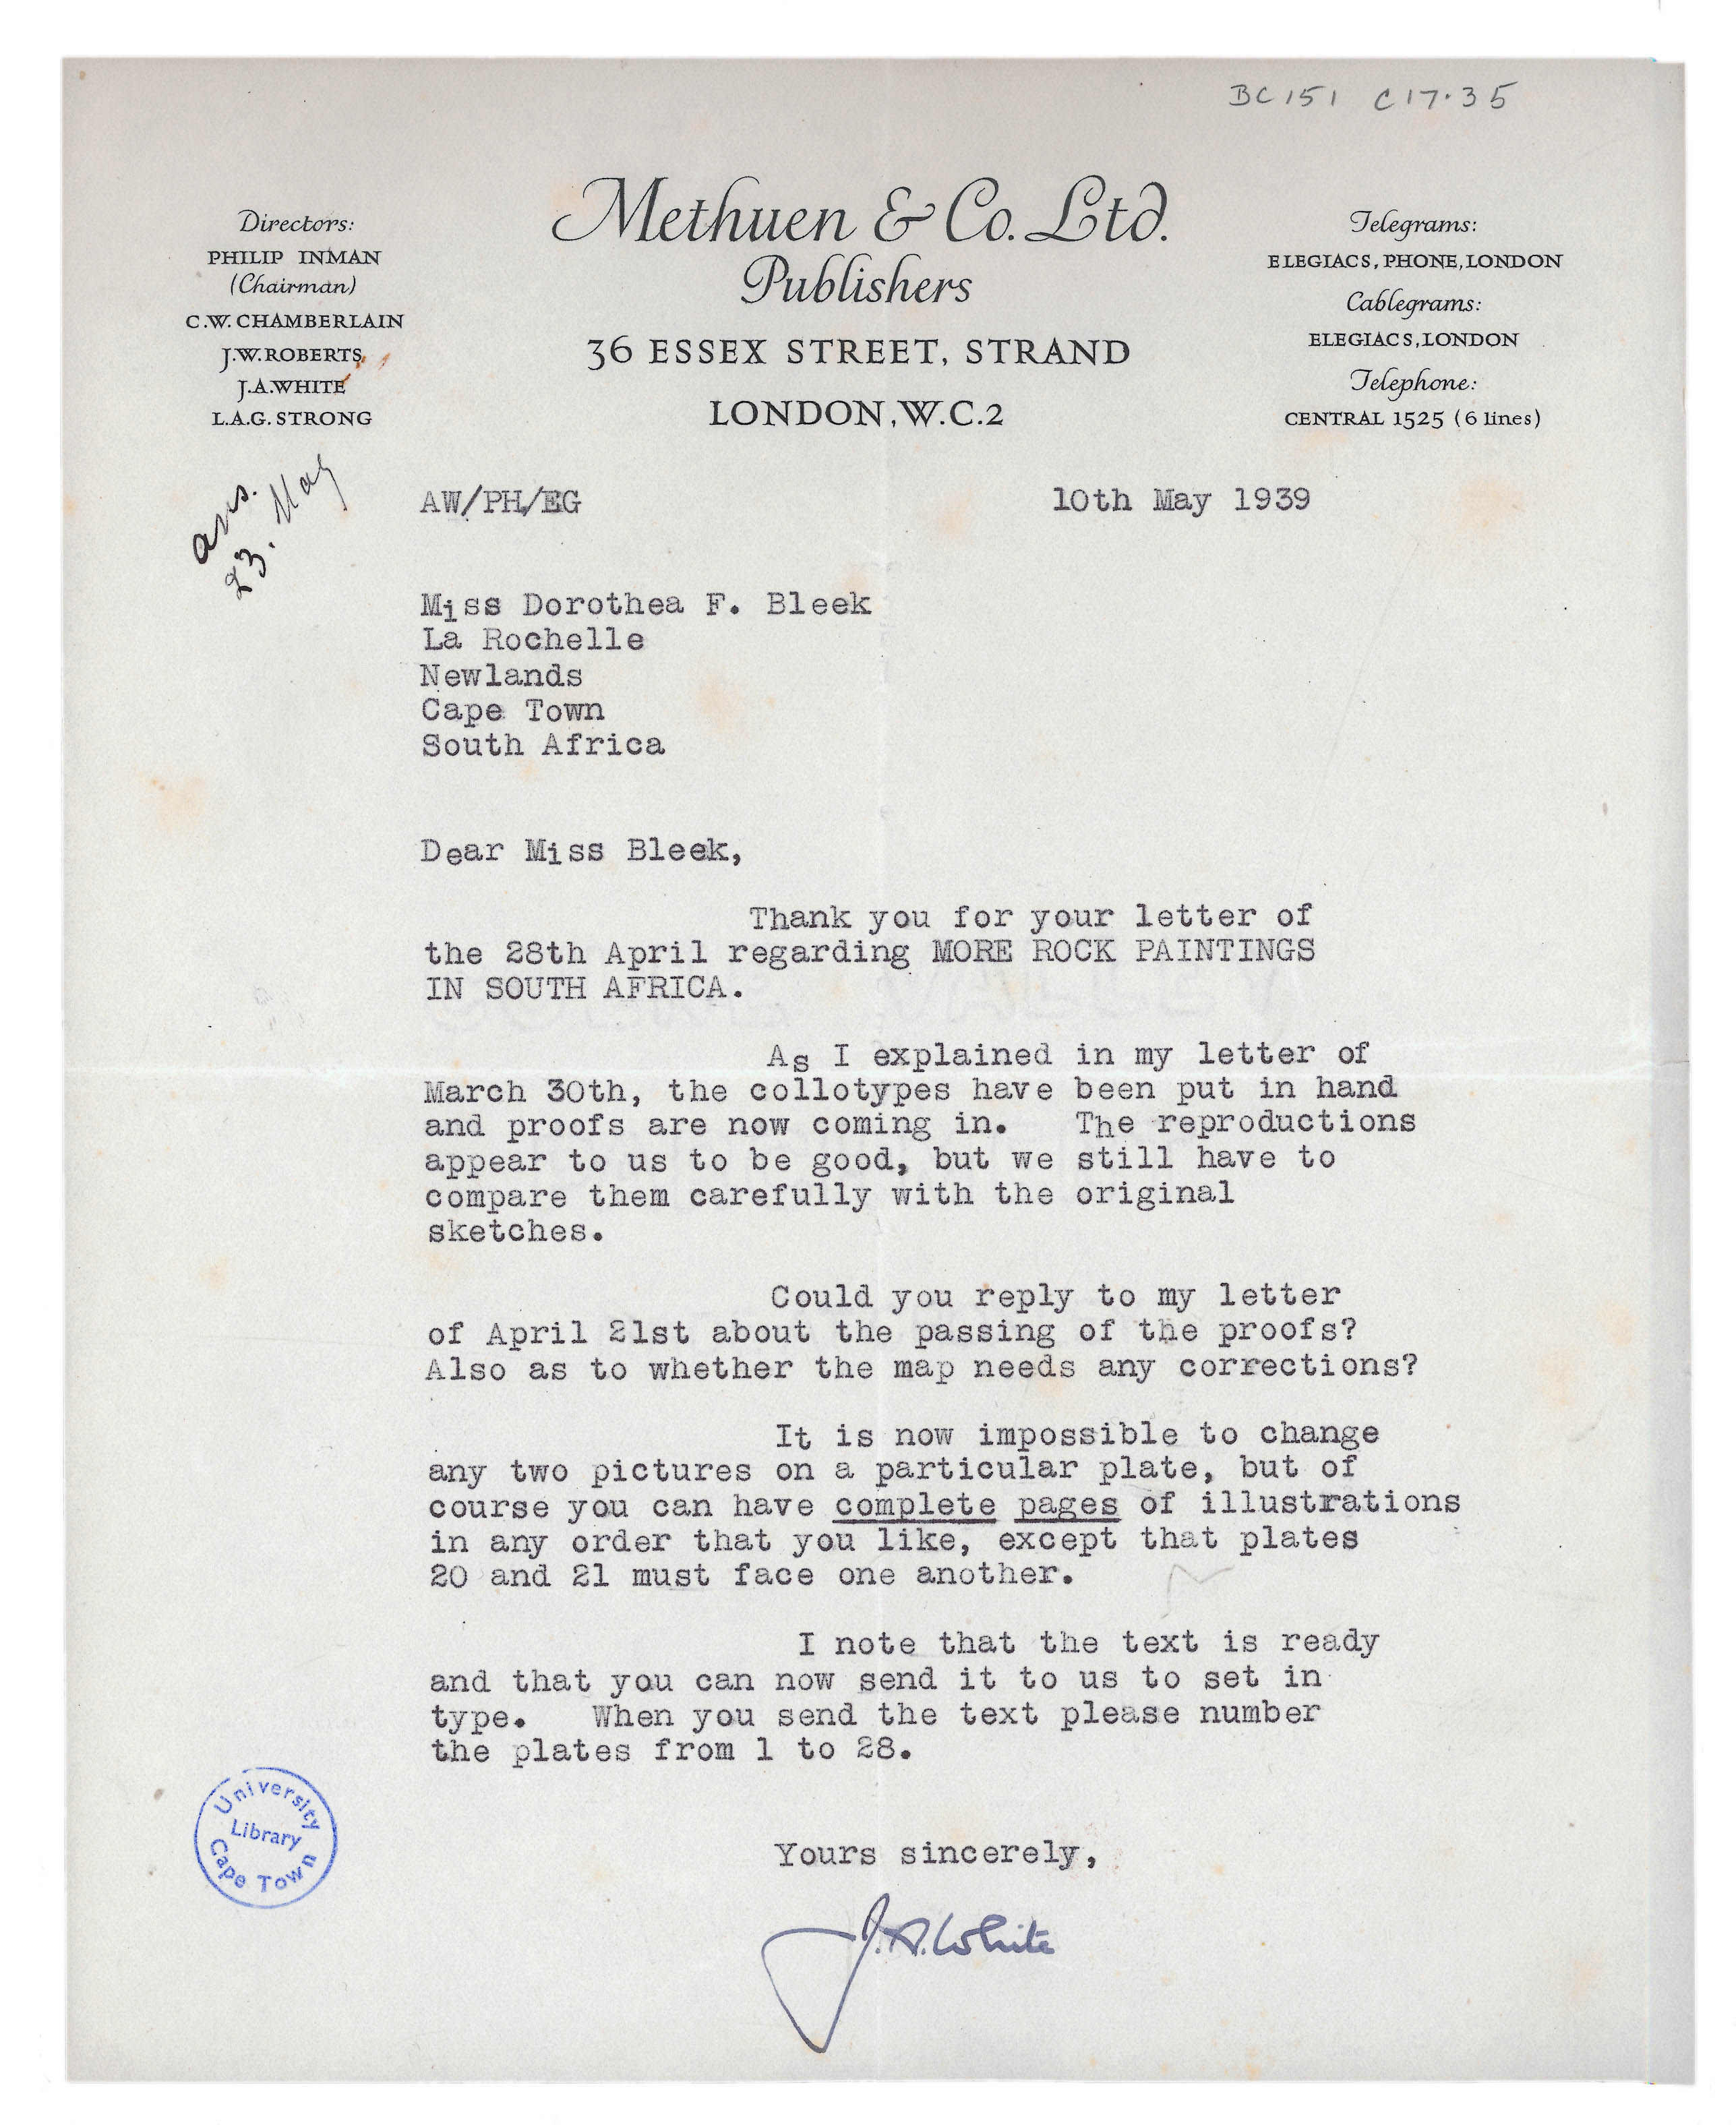 BC151 C17.35
Methuen & Co. Ltd.
Publishers
36 ESSEX STREET, STRAND
LONDON, W.C.2
Directors:
PHILIP INMAN
(Chairman)
C.W. CHAMBERLAIN
J.W. ROBERTS
J.A. WHITE
L.A.G. STRONG
Telegrams:
ELEGIACS, PHONE, LONDON
Cablegrams:
ELEGIACS, LONDON
Telephone:
CENTRAL 1525 (6 lines)
ans.
23. May
AW/PH/EG
10th May 1939
Miss Dorothea F. Bleek
La Rochelle
Newlands
Cape Town
South Africa
Dear Miss Bleek,
Thank you for your letter of
the 28th April regarding MORE ROCK PAINTINGS
IN SOUTH AFRICA.
As I explained in my letter of
March 30th, the collotypes have been put in hand
and proofs are now coming in. The reproductions
appear to us to be good, but we still have to
compare them carefully with the original
sketches.
Could you reply to my letter
of April 21st about the passing of the proofs?
Also as to whether the map needs any corrections?
It is now impossible to change
any two pictures on a particular plate, but of
course you can have complete pages of illustrations
in any order that you like, except that plates
20 and 21 must face one another.
I note that the text is ready
and that you can now send it to us to set in
type. When you send the text please number
the plates from 1 to 28.
Yours sincerely,
J.A. White
University
Library
Cape Town